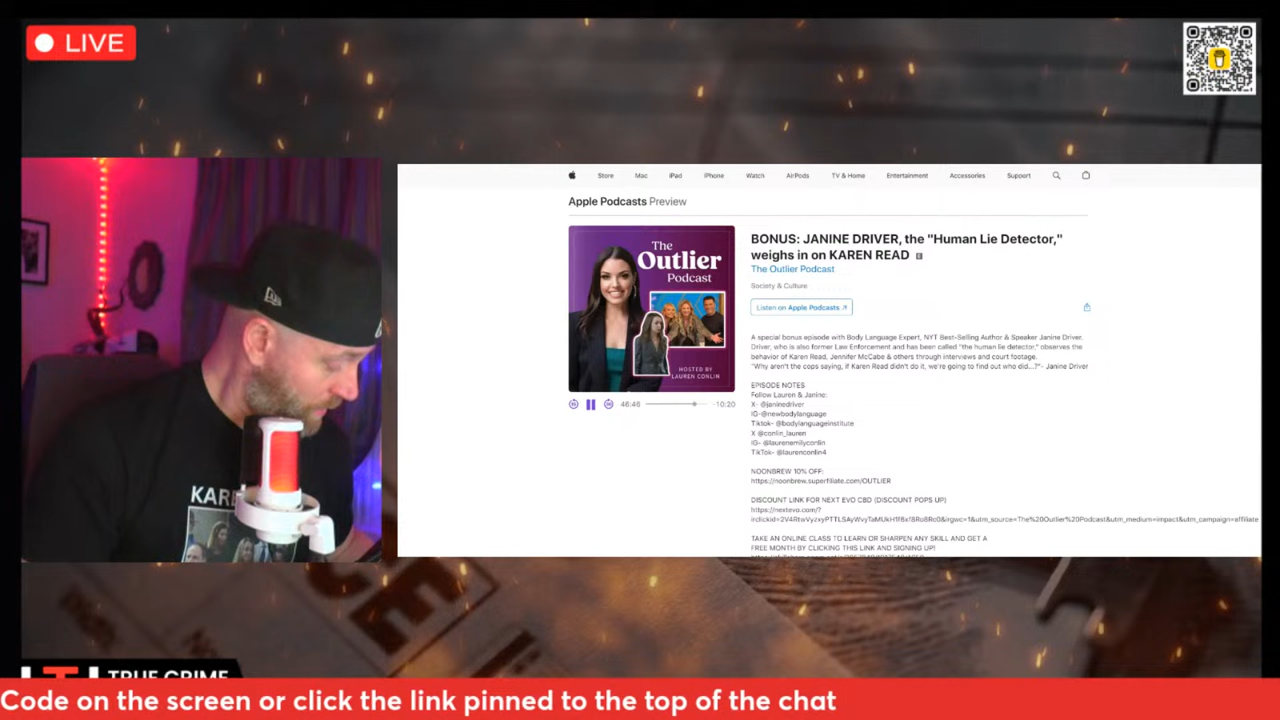 LIVE
Store Mac iPad iPhone Watch AirPods TV & Home Entertainment Accessories Support
Apple Podcasts Preview
The
Outlier
Podcast
HOSTED BY
LAUREN CONLIN
46:46 -10:20
BONUS: JANINE DRIVER, the "Human Lie Detector,"
weighs in on KAREN READ E
The Outlier Podcast
Society & Culture
Listen on Apple Podcasts ↗
A special bonus episode with Body Language Expert, NYT Best-Selling Author & Speaker Janine Driver.
Driver, who is also former Law Enforcement and has been called "the human lie detector," observes the
behavior of Karen Read, Jennifer McCabe & others through interviews and court footage.
"Why aren't the cops saying, if Karen Read didn't do it, we're going to find out who did...?"- Janine Driver
EPISODE NOTES
Follow Lauren & Janine:
X- @janinedriver
IG-@newbodylanguage
Tiktok- @bodylanguageinstitute
X @conlin_lauren
IG- @laurenemilyconlin
TikTok- @laurenconlin4
NOONBREW 10% OFF:
https://noonbrew.superfiliate.com/OUTLIER
DISCOUNT LINK FOR NEXT EVO CBD (DISCOUNT POPS UP)
https://nextevo.com/?
TAKE AN ONLINE CLASS TO LEARN OR SHARPEN ANY SKILL AND GET A
FREE MONTH BY CLICKING THIS LINK AND SIGNING UP!
KAR
TRUE CRIME
Code on the screen or click the link pinned to the top of the chat